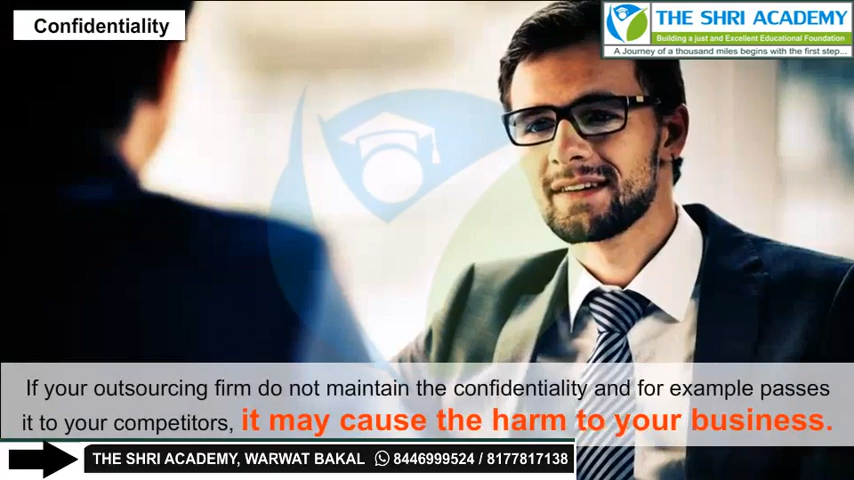 Confidentiality
THE SHRI ACADEMY
Building a just and Excellent Educational Foundation
A Journey of a thousand miles begins with the first step...
If your outsourcing firm do not maintain the confidentiality and for example passes
it to your competitors, it may cause the harm to your business.
THE SHRI ACADEMY, WARWAT BAKAL 8446999524 / 8177817138